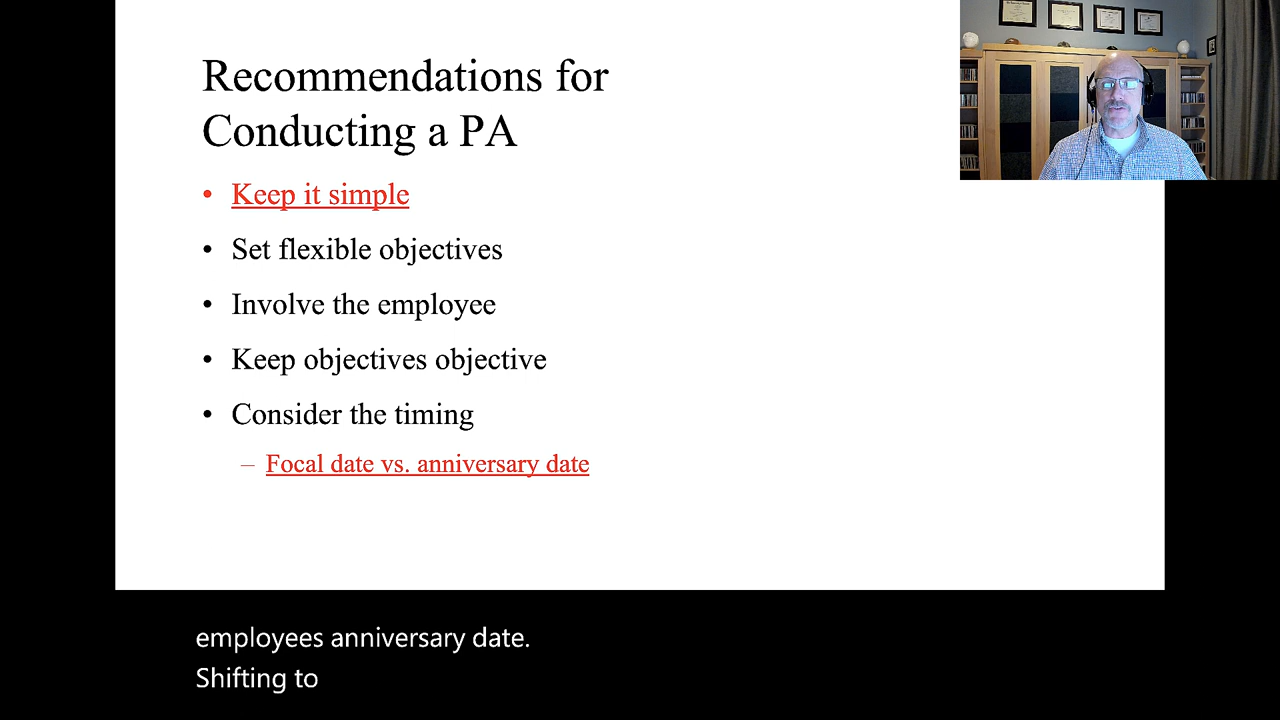 Recommendations for
Conducting a PA
• Keep it simple
• Set flexible objectives
• Involve the employee
• Keep objectives objective
• Consider the timing
– Focal date vs. anniversary date
employees anniversary date.
Shifting to